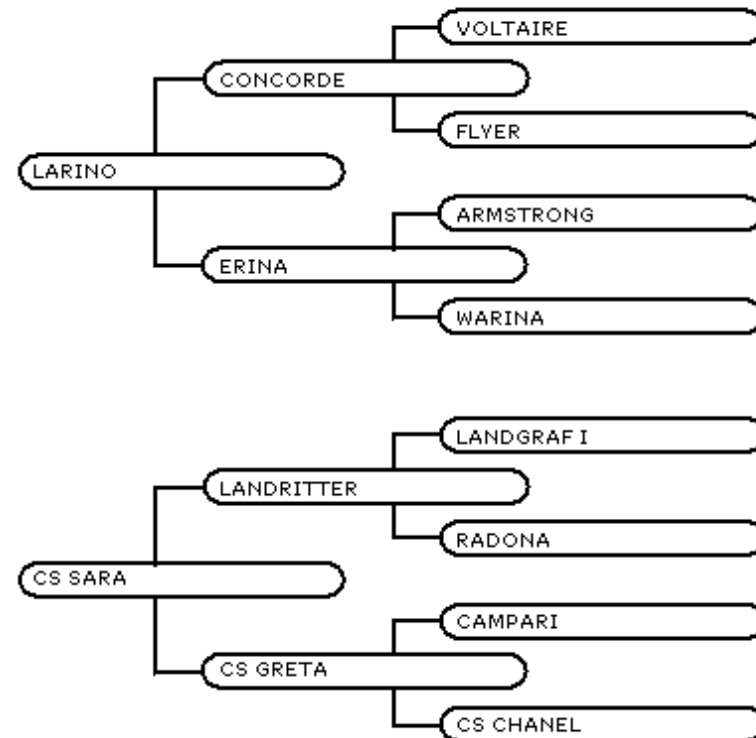 VOLTAIRE
CONCORDE
FLYER
LARINO
ARMSTRONG
ERINA
WARINA
LANDGRAF I
LANDRITTER
RADONA
CS SARA
CAMPARI
CS GRETA
CS CHANEL